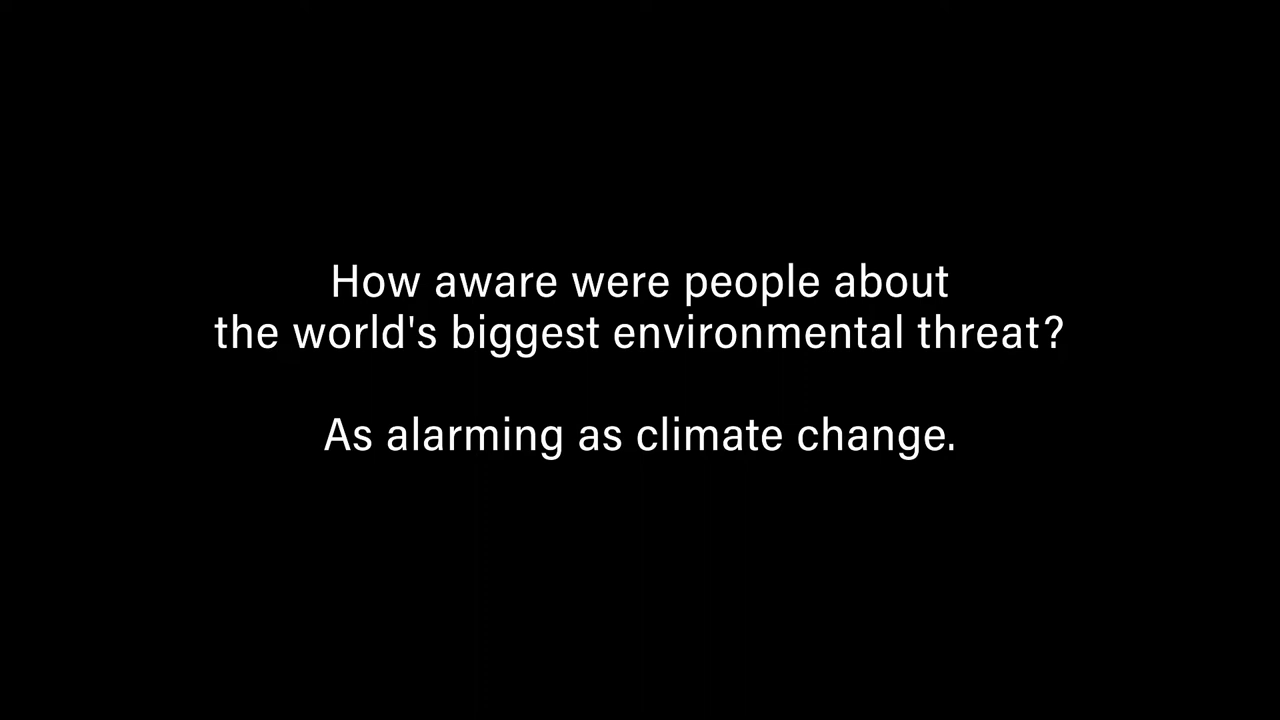 How aware were people about
the world's biggest environmental threat?
As alarming as climate change.